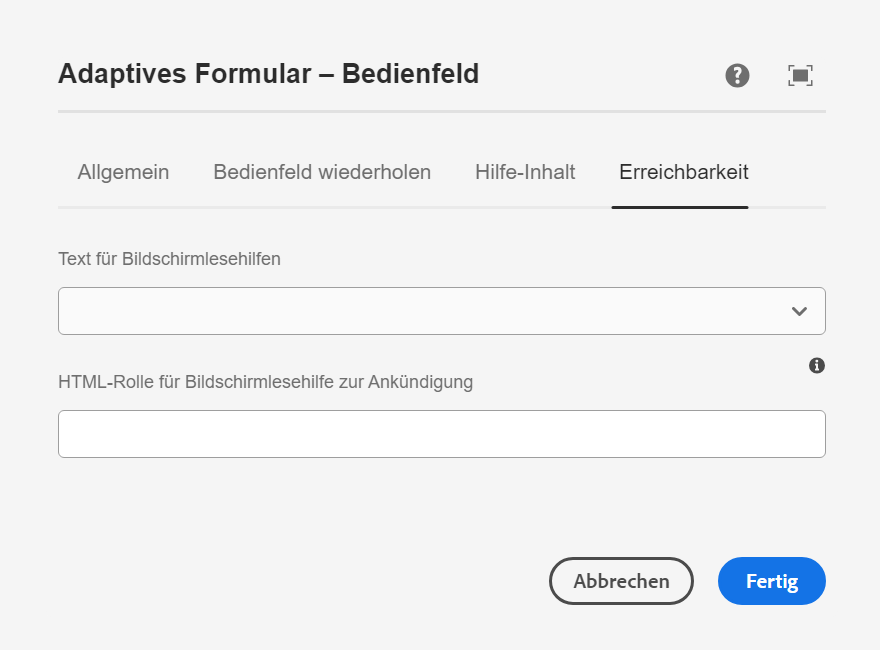 Adaptives Formular – Bedienfeld
Allgemein Bedienfeld wiederholen Hilfe-Inhalt Erreichbarkeit
Text für Bildschirmlesehilfen
HTML-Rolle für Bildschirmlesehilfe zur Ankündigung
Abbrechen Fertig